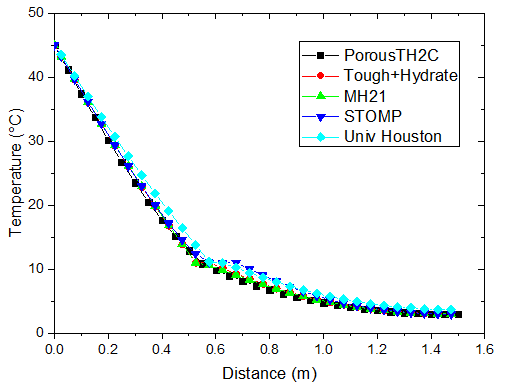 50
40
30
20
10
0
Temperature (°C)
PorousTH2C
Tough+Hydrate
MH21
STOMP
Univ Houston
0.0 0.2 0.4 0.6 0.8 1.0 1.2 1.4 1.6
Distance (m)